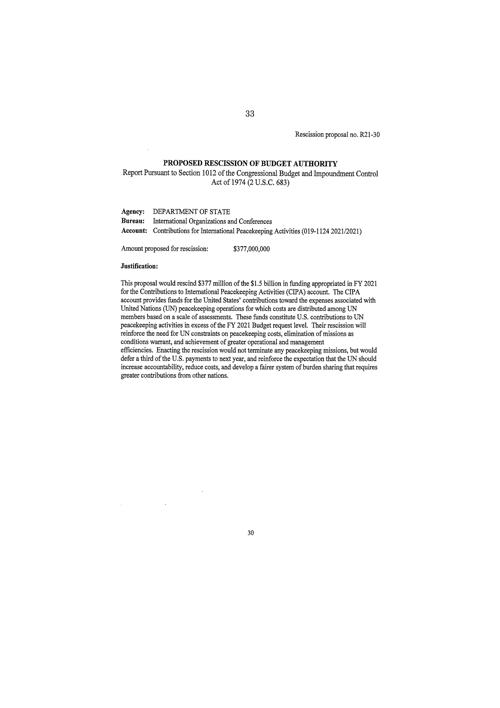 33
Rescission proposal no. R21-30
PROPOSED RESCISSION OF BUDGET AUTHORITY
Report Pursuant to Section 1012 of the Congressional Budget and Impoundment Control
Act of 1974 (2 U.S.C. 683)
Agency: DEPARTMENT OF STATE
Bureau: International Organizations and Conferences
Account: Contributions for International Peacekeeping Activities (019-1124 2021/2021)
Amount proposed for rescission: $377,000,000
Justification:
This proposal would rescind $377 million of the $1.5 billion in funding appropriated in FY 2021
for the Contributions to International Peacekeeping Activities (CIPA) account. The CIPA
account provides funds for the United States' contributions toward the expenses associated with
United Nations (UN) peacekeeping operations for which costs are distributed among UN
members based on a scale of assessments. These funds constitute U.S. contributions to UN
peacekeeping activities in excess of the FY 2021 Budget request level. Their rescission will
reinforce the need for UN constraints on peacekeeping costs, elimination of missions as
conditions warrant, and achievement of greater operational and management
efficiencies. Enacting the rescission would not terminate any peacekeeping missions, but would
defer a third of the U.S. payments to next year, and reinforce the expectation that the UN should
increase accountability, reduce costs, and develop a fairer system of burden sharing that requires
greater contributions from other nations.
30